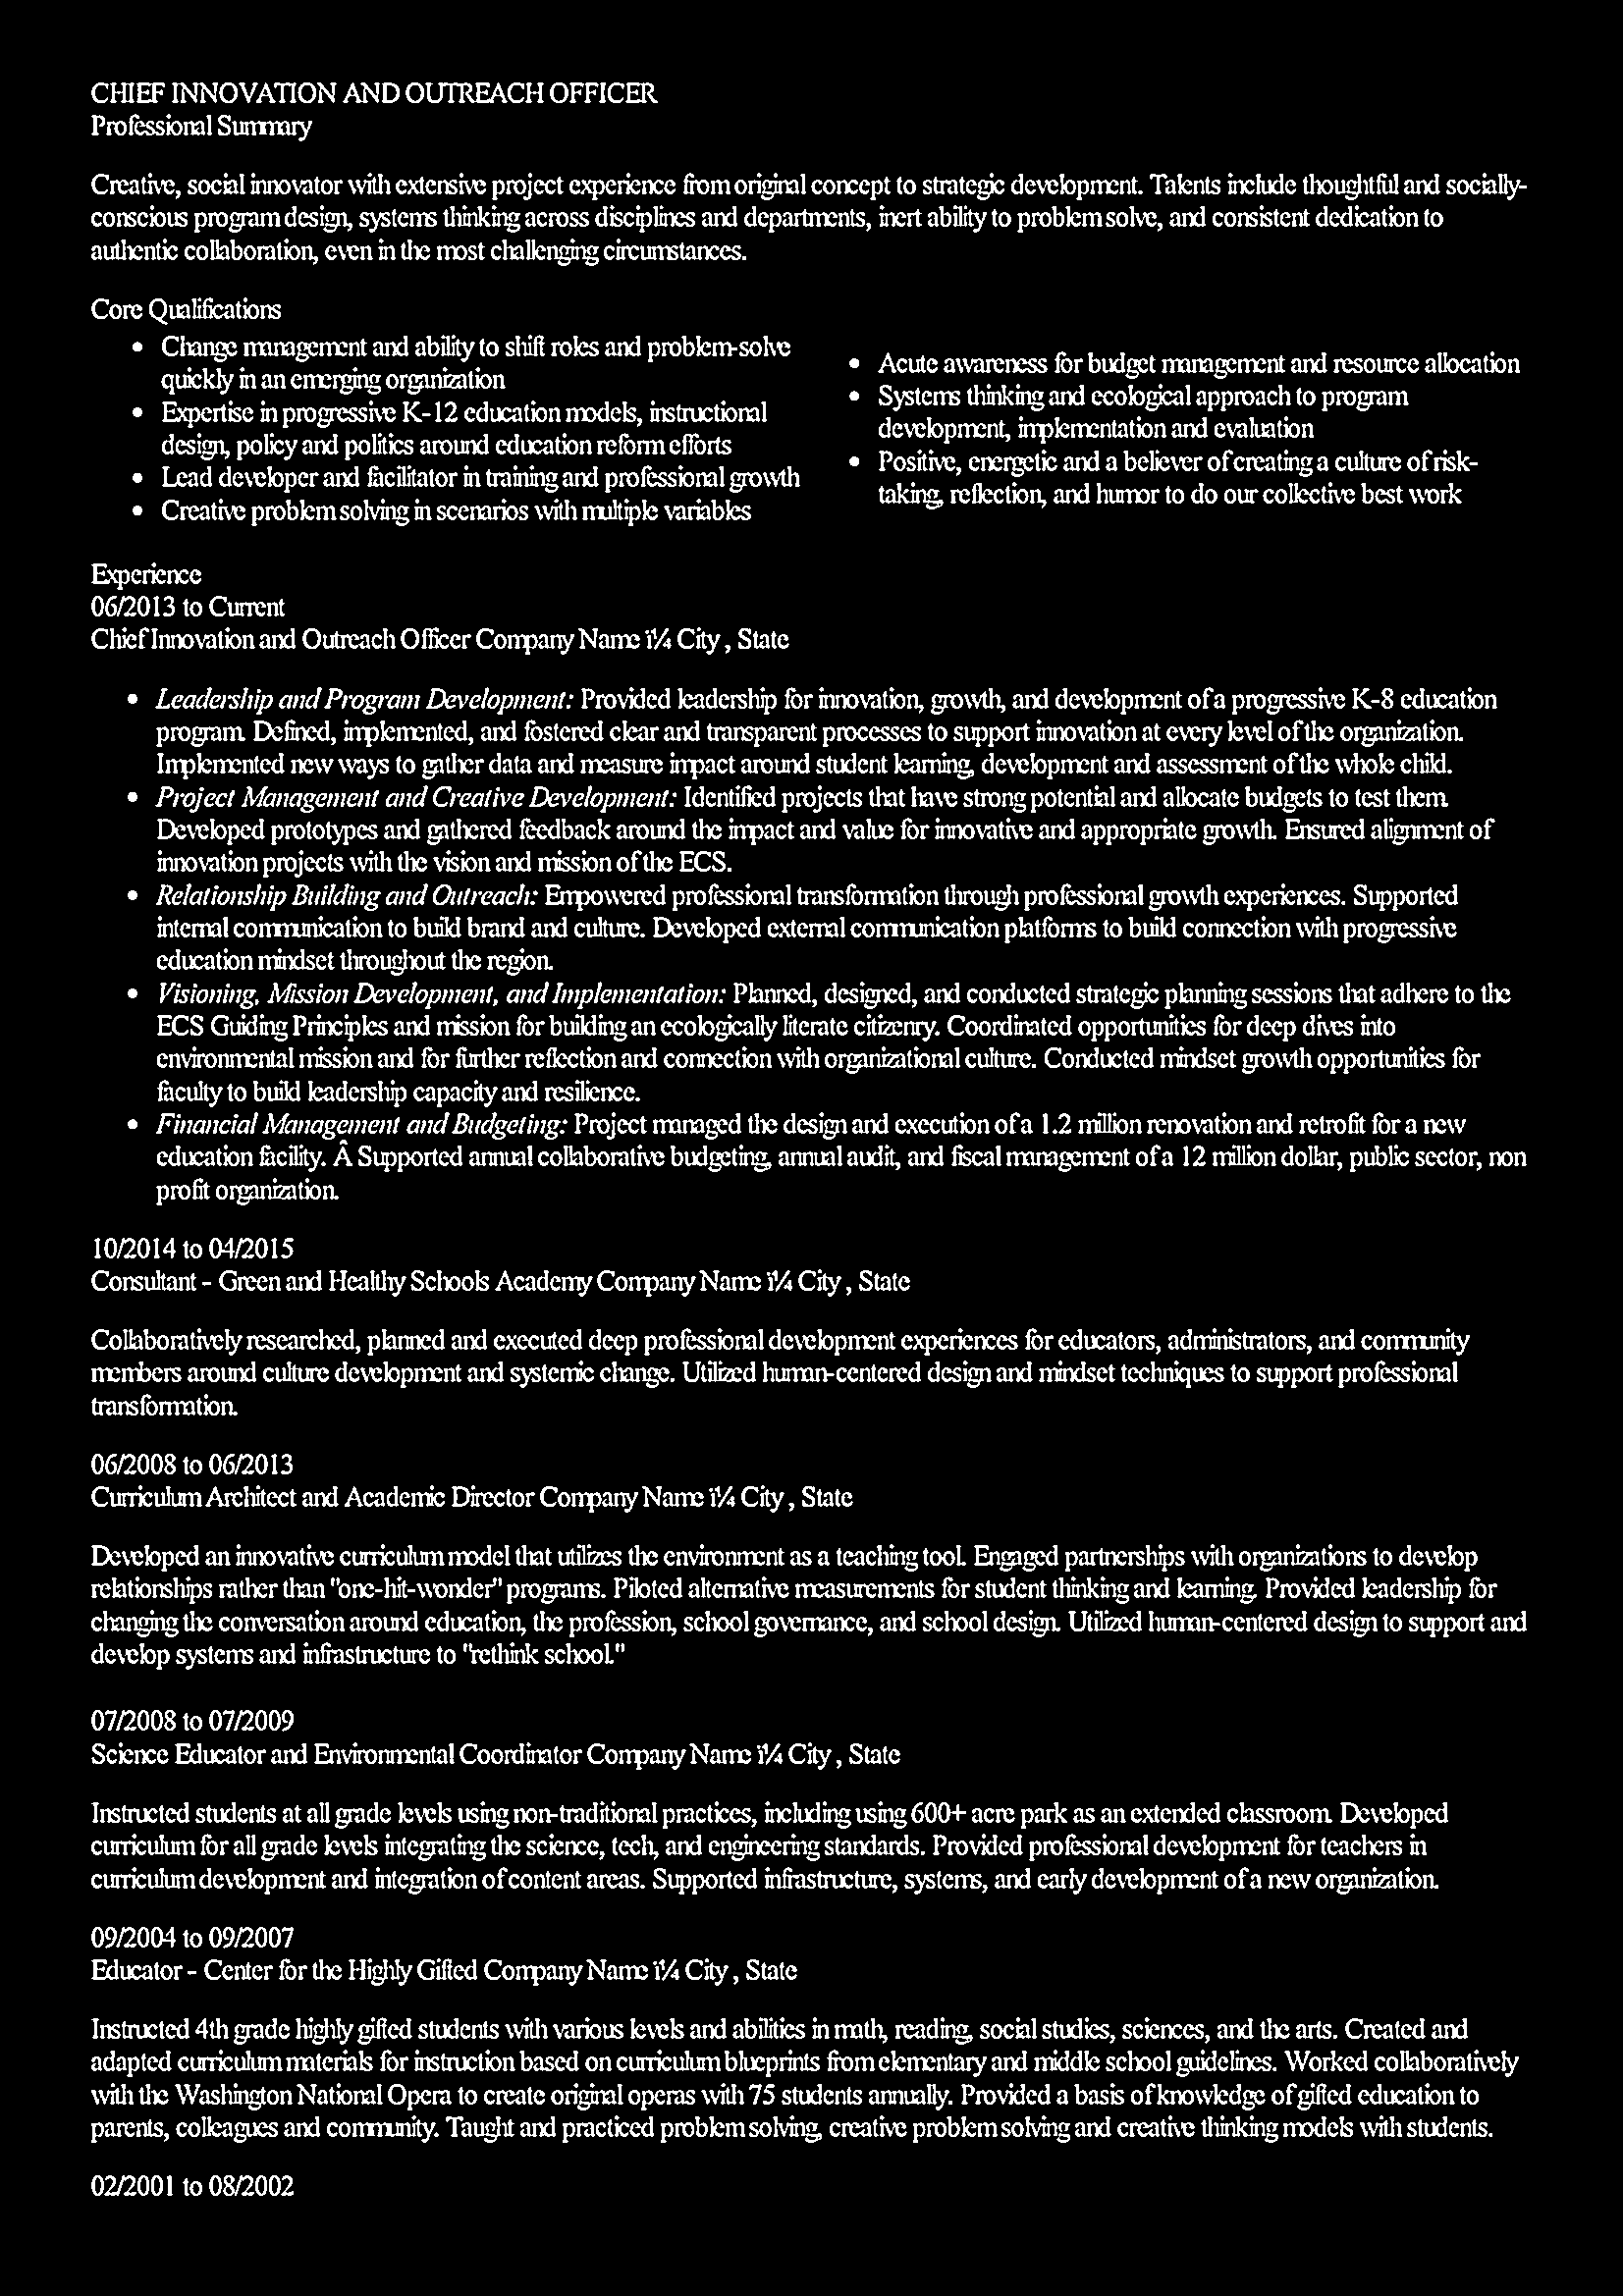 CHIEF INNOVATION AND OUTREACH OFFICER
Professional Summary
Creative, social innovator with extensive project experience from original concept to strategic development. Talents include thoughtful and socially-
conscious program design, systems thinking across disciplines and departments, inert ability to problem solve, and consistent dedication to
authentic collaboration, even in the most challenging circumstances.
Core Qualifications
• Change management and ability to shift roles and problem-solve
quickly in an emerging organization
• Expertise in progressive K-12 education models, instructional
design, policy and politics around education reform efforts
• Lead developer and facilitator in training and professional growth
• Creative problem solving in scenarios with multiple variables
• Acute awareness for budget management and resource allocation
• Systems thinking and ecological approach to program
development, implementation and evaluation
• Positive, energetic and a believer of creating a culture of risk-
taking, reflection, and humor to do our collective best work
Experience
06/2013 to Current
Chief Innovation and Outreach Officer Company Name ï¼ City , State
• Leadership and Program Development: Provided leadership for innovation, growth, and development of a progressive K-8 education
program. Defined, implemented, and fostered clear and transparent processes to support innovation at every level of the organization.
Implemented new ways to gather data and measure impact around student learning, development and assessment of the whole child.
• Project Management and Creative Development: Identified projects that have strong potential and allocate budgets to test them.
Developed prototypes and gathered feedback around the impact and value for innovative and appropriate growth. Ensured alignment of
innovation projects with the vision and mission of the ECS.
• Relationship Building and Outreach: Empowered professional transformation through professional growth experiences. Supported
internal communication to build brand and culture. Developed external communication platforms to build connection with progressive
education mindset throughout the region.
• Visioning, Mission Development, and Implementation: Planned, designed, and conducted strategic planning sessions that adhere to the
ECS Guiding Principles and mission for building an ecologically literate citizenry. Coordinated opportunities for deep dives into
environmental mission and for further reflection and connection with organizational culture. Conducted mindset growth opportunities for
faculty to build leadership capacity and resilience.
• Financial Management and Budgeting: Project managed the design and execution of a 1.2 million renovation and retrofit for a new
education facility. Â Supported annual collaborative budgeting, annual audit, and fiscal management of a 12 million dollar, public sector, non
profit organization.
10/2014 to 04/2015
Consultant - Green and Healthy Schools Academy Company Name ï¼ City , State
Collaboratively researched, planned and executed deep professional development experiences for educators, administrators, and community
members around culture development and systemic change. Utilized human-centered design and mindset techniques to support professional
transformation.
06/2008 to 06/2013
Curriculum Architect and Academic Director Company Name ï¼ City , State
Developed an innovative curriculum model that utilizes the environment as a teaching tool. Engaged partnerships with organizations to develop
relationships rather than "one-hit-wonder" programs. Piloted alternative measurements for student thinking and learning. Provided leadership for
changing the conversation around education, the profession, school governance, and school design. Utilized human-centered design to support and
develop systems and infrastructure to "rethink school."
07/2008 to 07/2009
Science Educator and Environmental Coordinator Company Name ï¼ City , State
Instructed students at all grade levels using non-traditional practices, including using 600+ acre park as an extended classroom. Developed
curriculum for all grade levels integrating the science, tech, and engineering standards. Provided professional development for teachers in
curriculum development and integration of content areas. Supported infrastructure, systems, and early development of a new organization.
09/2004 to 09/2007
Educator - Center for the Highly Gifted Company Name ï¼ City , State
Instructed 4th grade highly gifted students with various levels and abilities in math, reading, social studies, sciences, and the arts. Created and
adapted curriculum materials for instruction based on curriculum blueprints from elementary and middle school guidelines. Worked collaboratively
with the Washington National Opera to create original operas with 75 students annually. Provided a basis of knowledge of gifted education to
parents, colleagues and community. Taught and practiced problem solving, creative problem solving and creative thinking models with students.
02/2001 to 08/2002